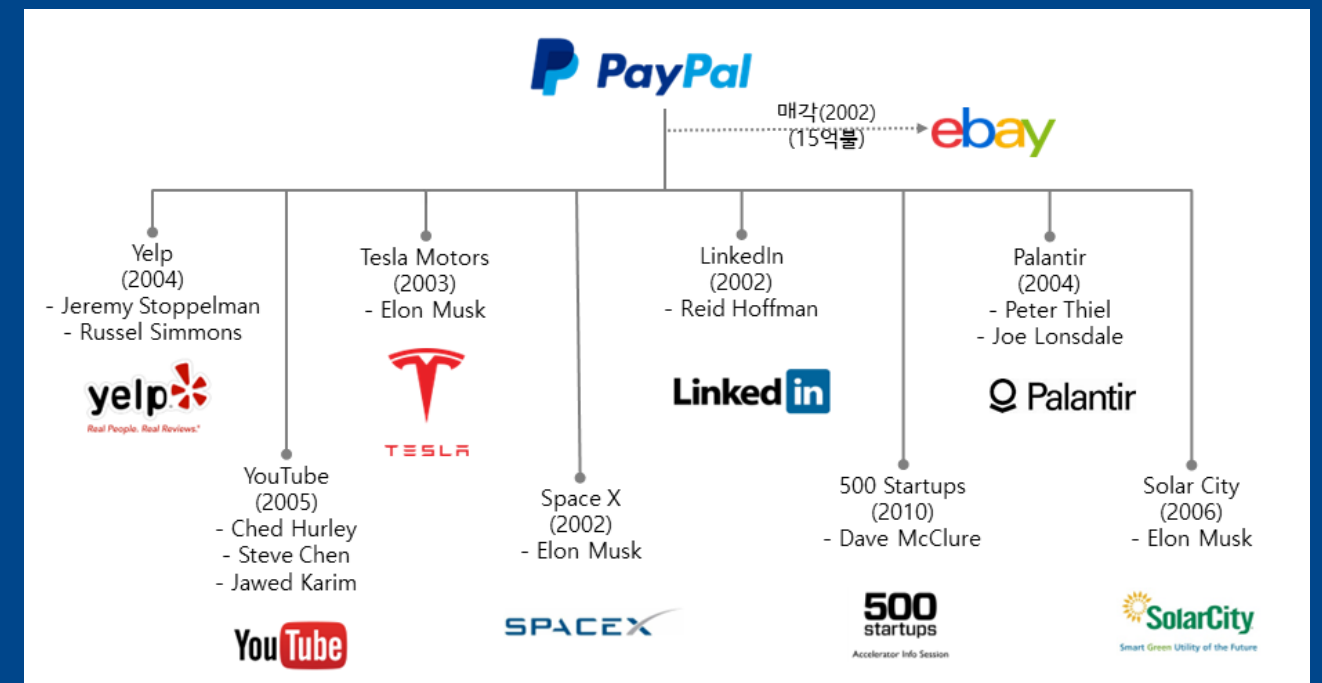 PayPal
매각(2002)
(15억불)
ebay
Yelp
(2004)
- Jeremy Stoppelman
- Russel Simmons
yelp
Real People. Real Reviews.®
Tesla Motors
(2003)
- Elon Musk
TESLA
LinkedIn
(2002)
- Reid Hoffman
Linked in
Palantir
(2004)
- Peter Thiel
- Joe Lonsdale
Palantir
YouTube
(2005)
- Ched Hurley
- Steve Chen
- Jawed Karim
You Tube
Space X
(2002)
- Elon Musk
SPACEX
500 Startups
(2010)
- Dave McClure
500
startups
Accelerator Info Session
Solar City
(2006)
- Elon Musk
SolarCity
Smart Green Utility of the Future